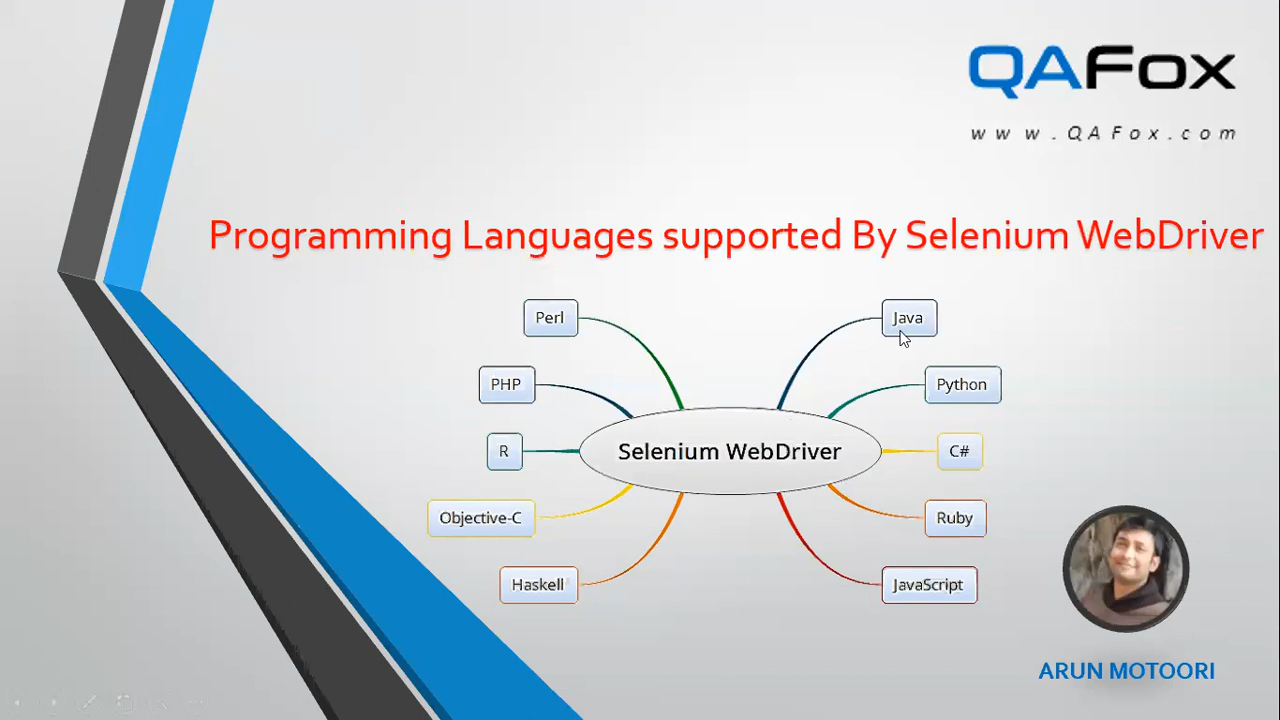 QAFox
www.QAFox.com
Programming Languages supported By Selenium WebDriver
Perl
Java
PHP
Python
R
Selenium WebDriver
C#
Objective-C
Ruby
Haskell
JavaScript
ARUN MOTOORI